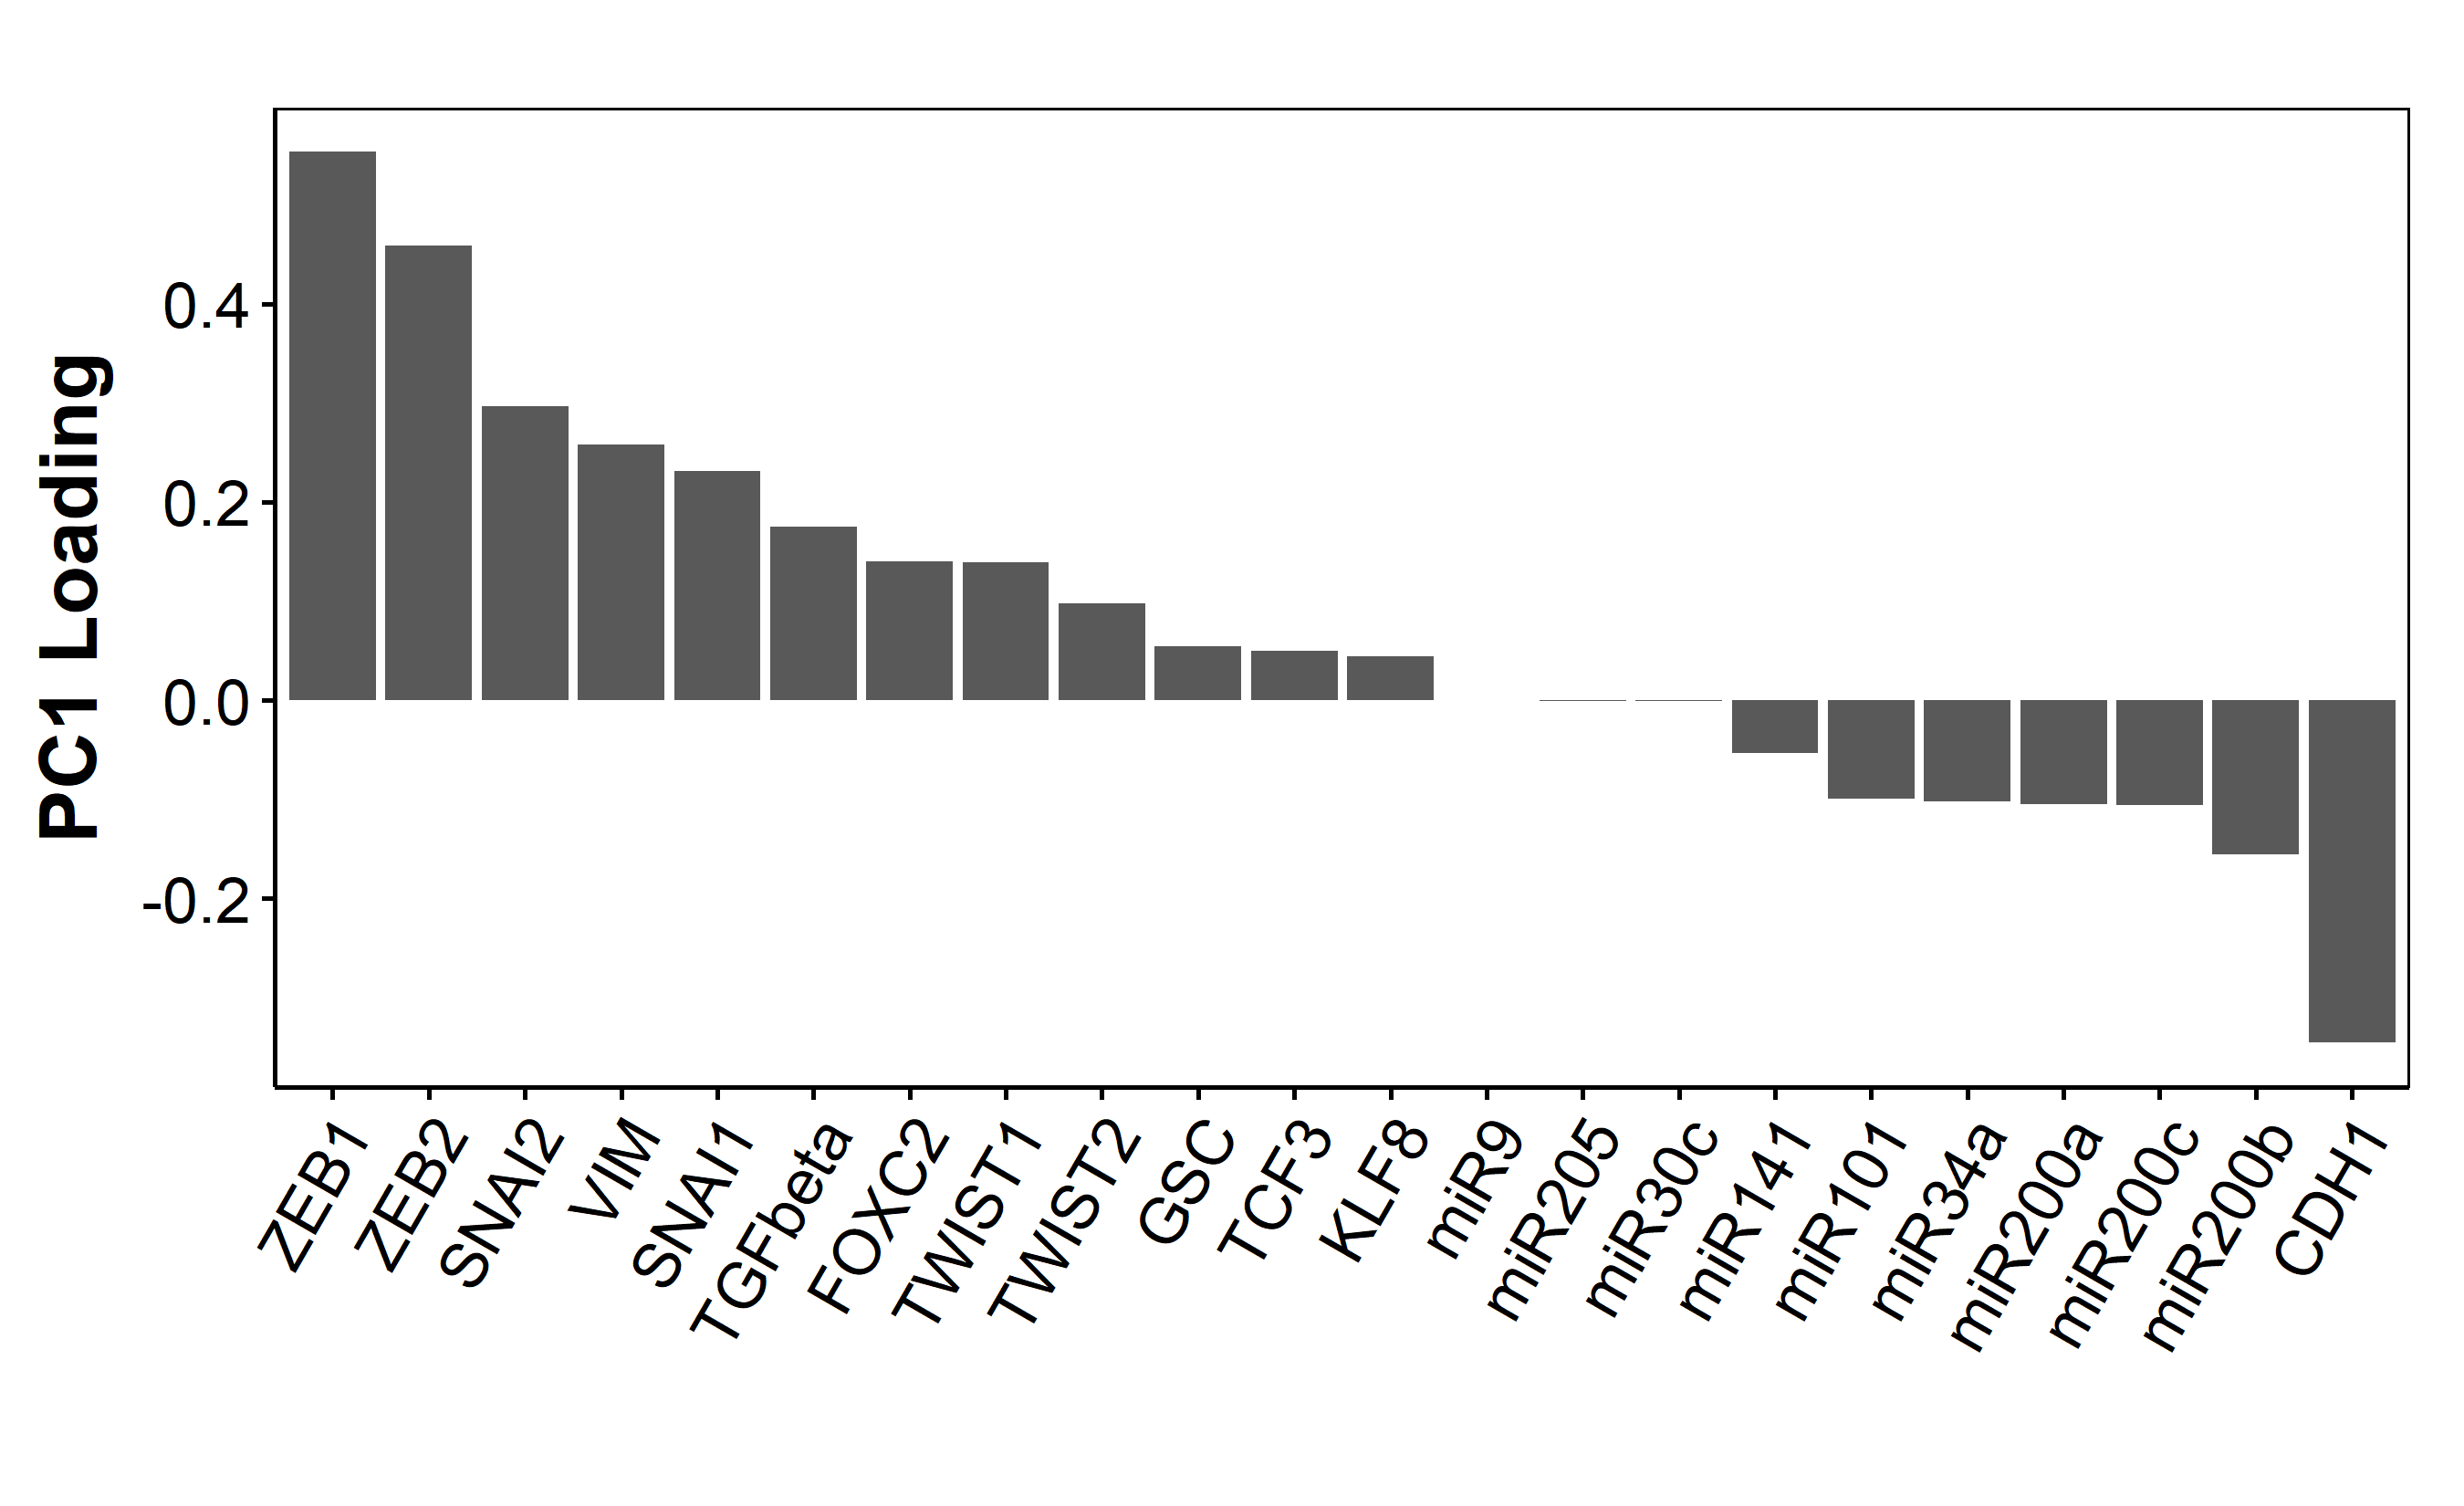 PC1 Loading
0.4
0.2
0.0
-0.2
ZEB1
ZEB2
SNAI2
VIM
SNAI1
TGFbeta
FOXC2
TWIST1
TWIST2
GSC
TCF3
KLF8
miR9
miR205
miR30c
miR141
miR101
miR34a
miR200a
miR200c
miR200b
CDH1